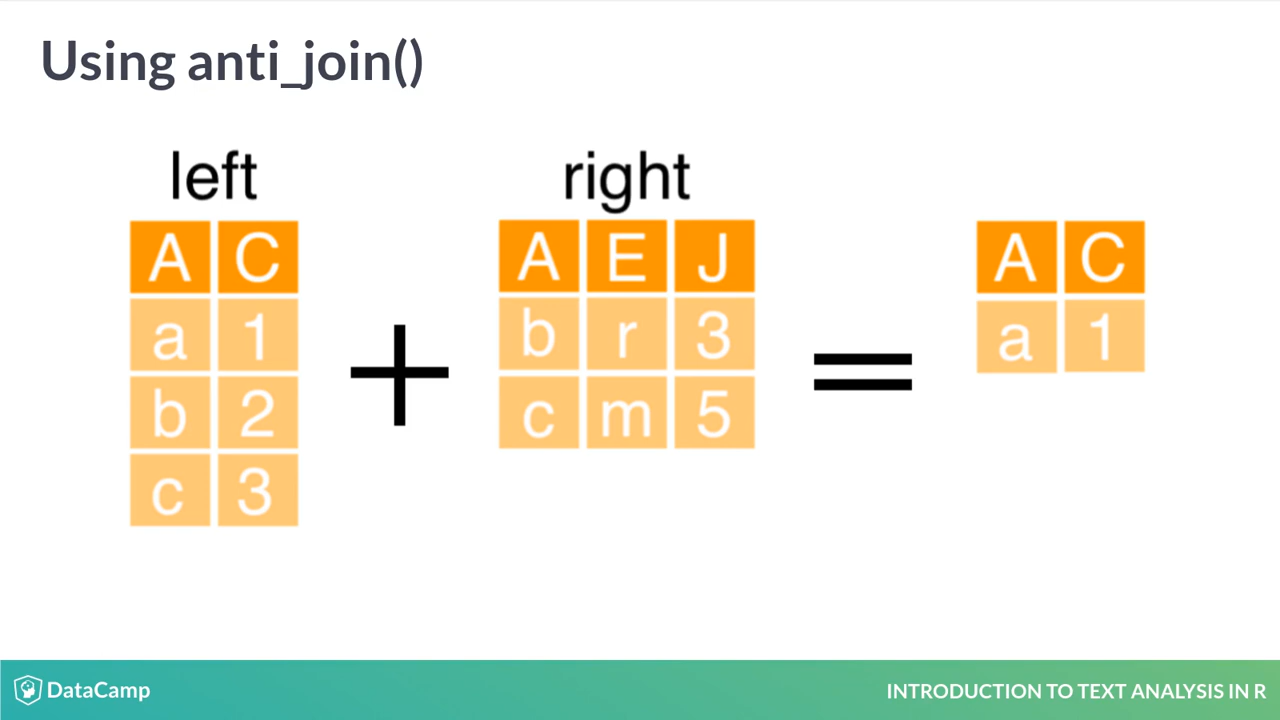 Using anti_join()
left
A C
a 1
b 2
c 3
+
right
A E J
b r 3
c m 5
=
A C
a 1
DataCamp
INTRODUCTION TO TEXT ANALYSIS IN R